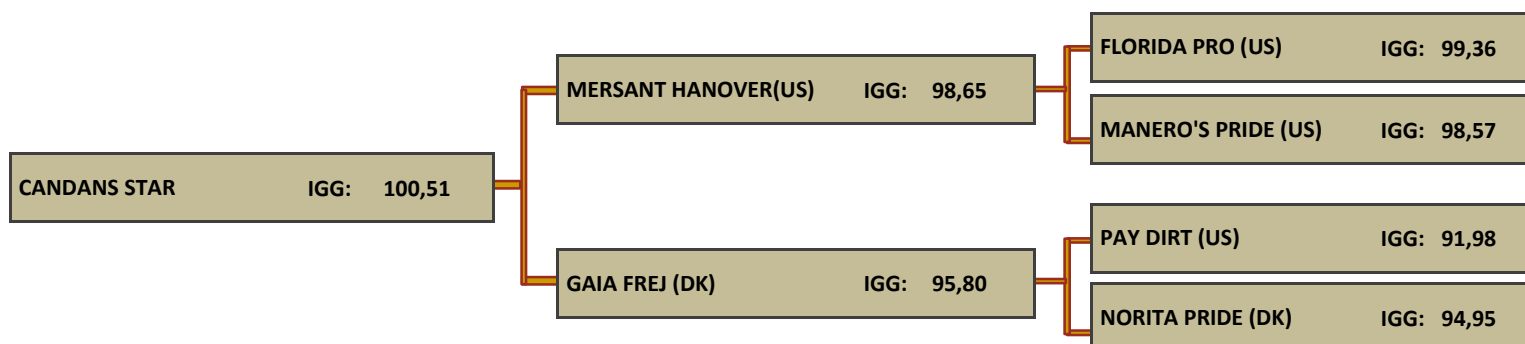 FLORIDA PRO (US) IGG: 99,36
MERSANT HANOVER(US) IGG: 98,65
MANERO'S PRIDE (US) IGG: 98,57
CANDANS STAR IGG: 100,51
PAY DIRT (US) IGG: 91,98
GAIA FREJ (DK) IGG: 95,80
NORITA PRIDE (DK) IGG: 94,95